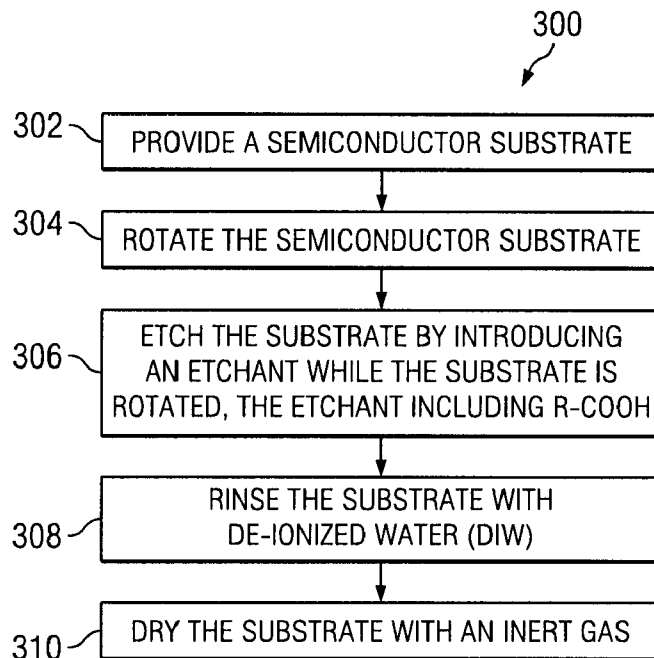 300
302
PROVIDE A SEMICONDUCTOR SUBSTRATE
304
ROTATE THE SEMICONDUCTOR SUBSTRATE
306
ETCH THE SUBSTRATE BY INTRODUCING
AN ETCHANT WHILE THE SUBSTRATE IS
ROTATED, THE ETCHANT INCLUDING R-COOH
308
RINSE THE SUBSTRATE WITH
DE-IONIZED WATER (DIW)
310
DRY THE SUBSTRATE WITH AN INERT GAS